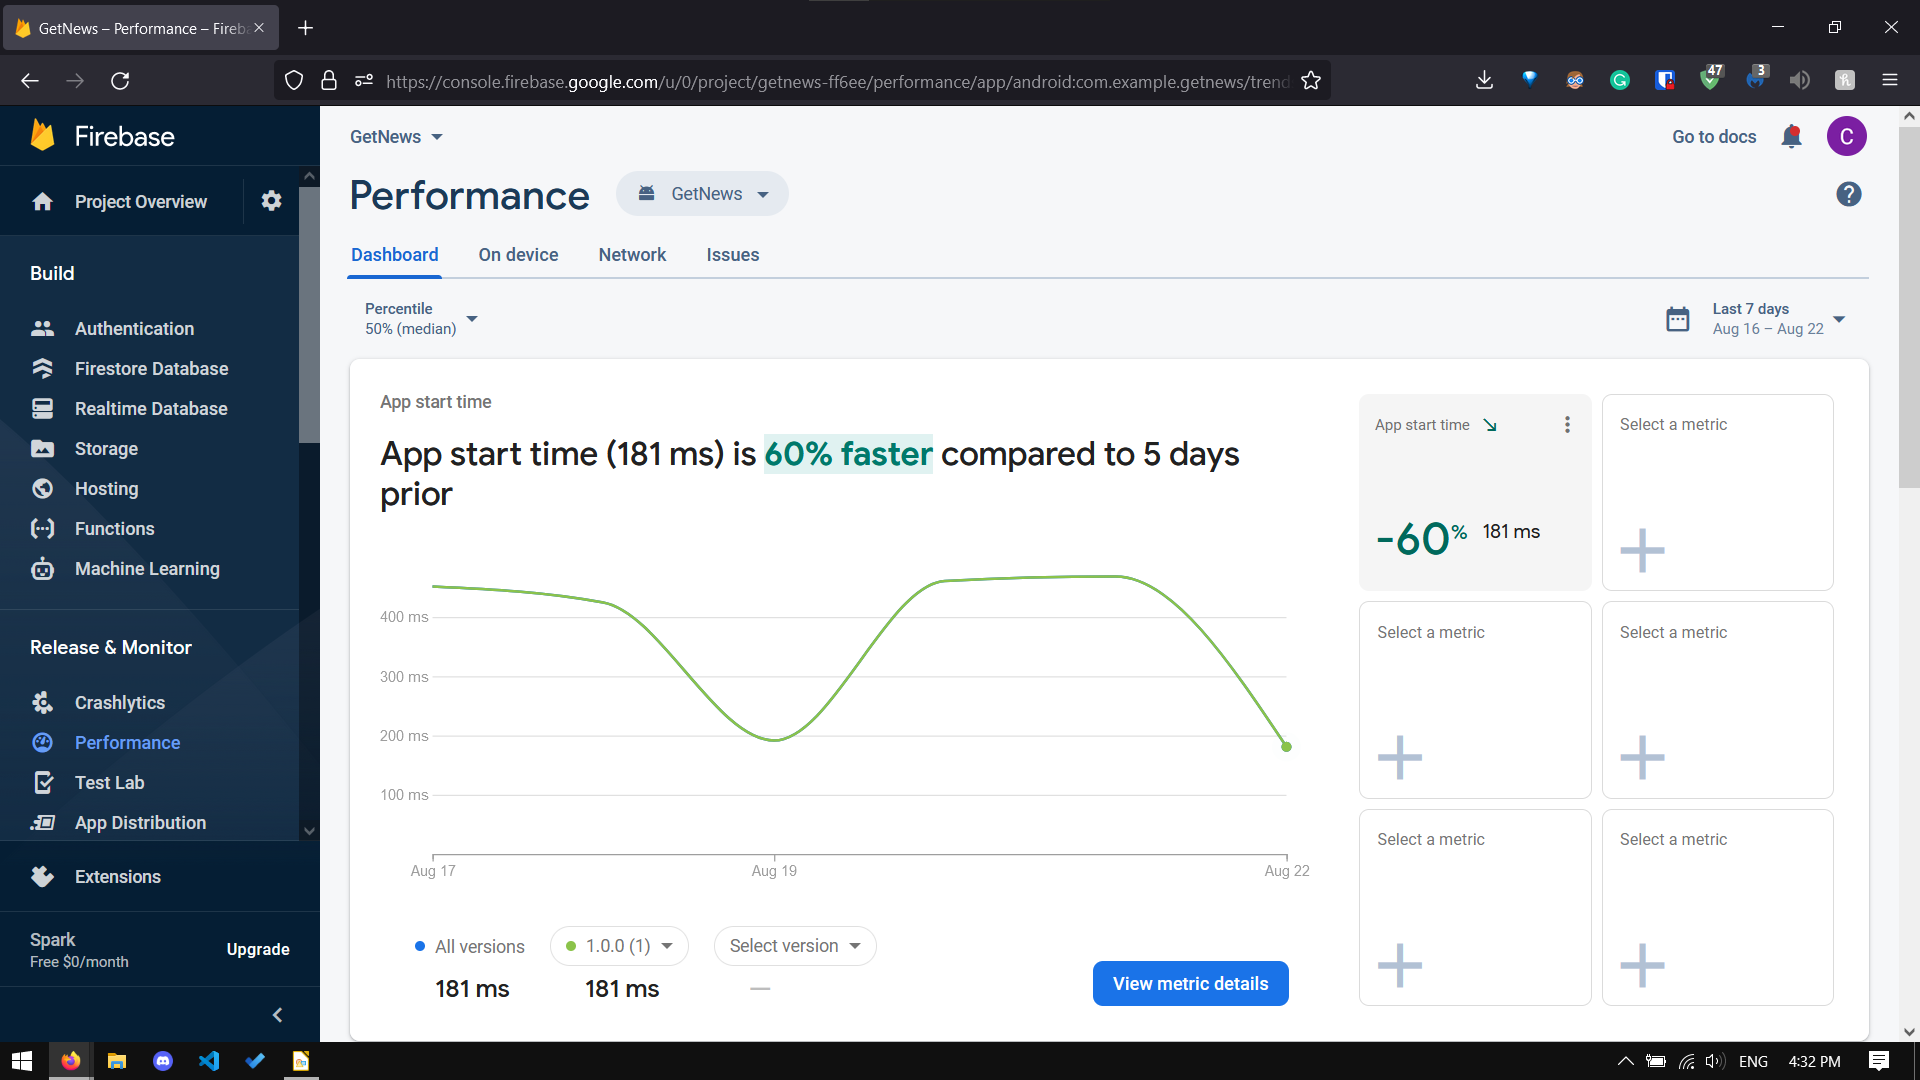 GetNews – Performance – Fireb
https://console.firebase.google.com/u/0/project/getnews-ff6ee/performance/app/android:com.example.getnews/trend
47
3
Firebase
Project Overview
Build
Authentication
Firestore Database
Realtime Database
Storage
Hosting
Functions
Machine Learning
Release & Monitor
Crashlytics
Performance
Test Lab
App Distribution
Extensions
Spark
Free $0/month
Upgrade
GetNews
Go to docs
C
Performance
GetNews
Dashboard
On device
Network
Issues
Percentile
50% (median)
Last 7 days
Aug 16 – Aug 22
App start time
App start time (181 ms) is 60% faster compared to 5 days
prior
400 ms
300 ms
200 ms
100 ms
Aug 17
Aug 19
Aug 22
All versions
1.0.0 (1)
Select version
181 ms
181 ms
—
View metric details
App start time
-60% 181 ms
Select a metric
Select a metric
Select a metric
Select a metric
Select a metric
ENG
4:32 PM